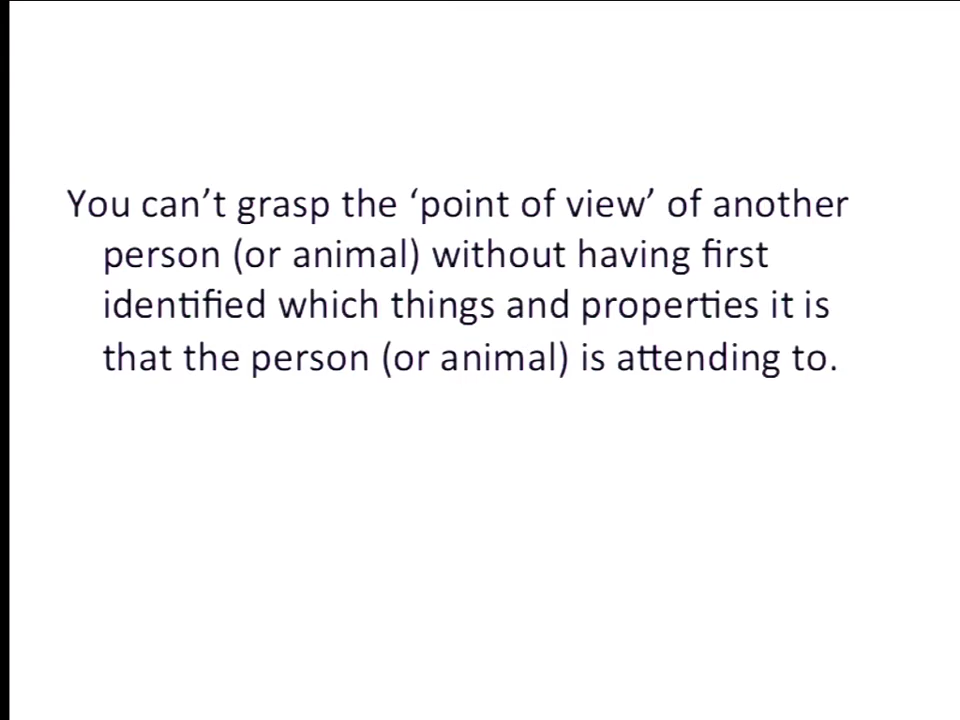 You can’t grasp the ‘point of view’ of another
person (or animal) without having first
identified which things and properties it is
that the person (or animal) is attending to.